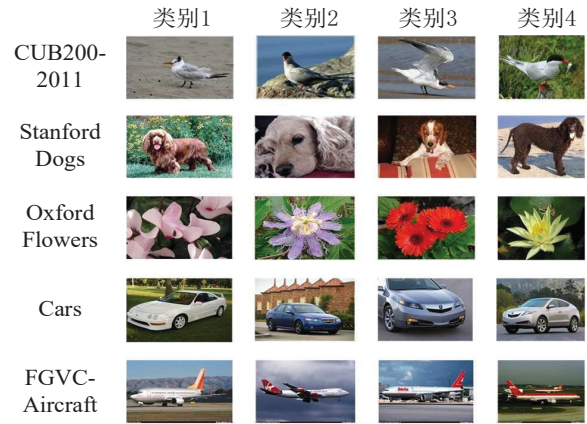 类别1 类别2 类别3 类别4
CUB200-
2011
Stanford
Dogs
Oxford
Flowers
Cars
FGVC-
Aircraft